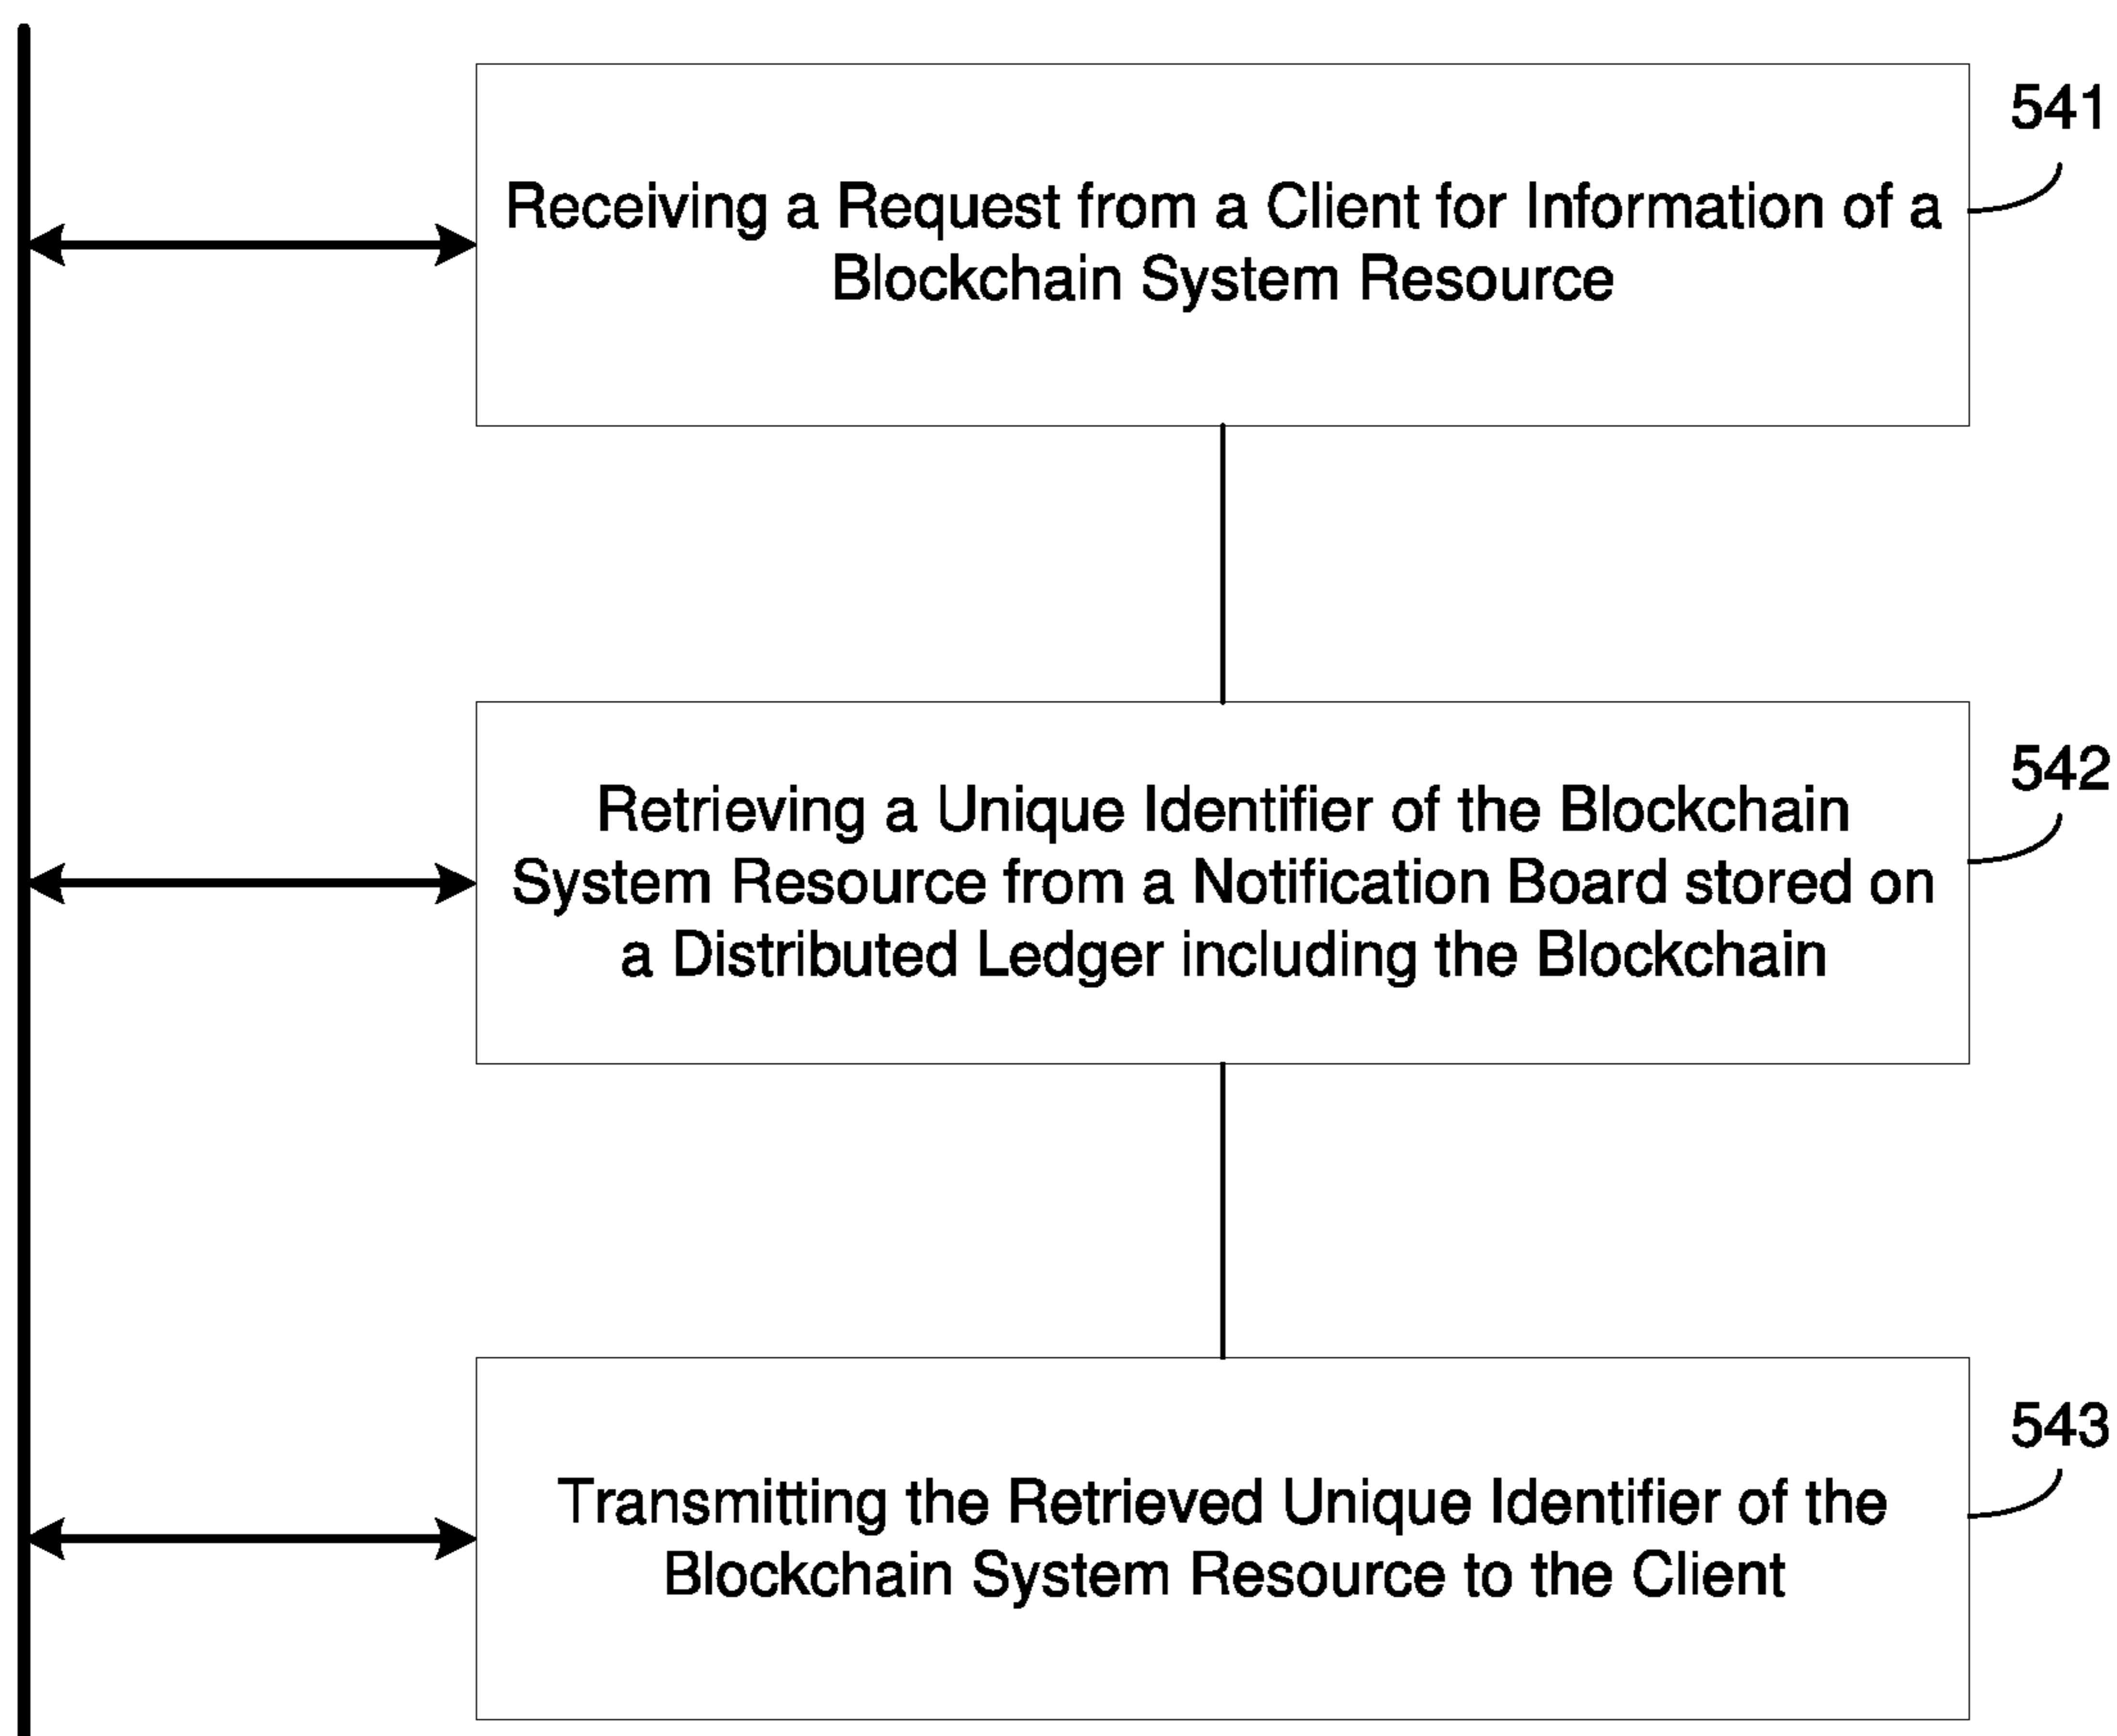 541
Receiving a Request from a Client for Information of a
Blockchain System Resource
542
Retrieving a Unique Identifier of the Blockchain
System Resource from a Notification Board stored on
a Distributed Ledger including the Blockchain
543
Transmitting the Retrieved Unique Identifier of the
Blockchain System Resource to the Client